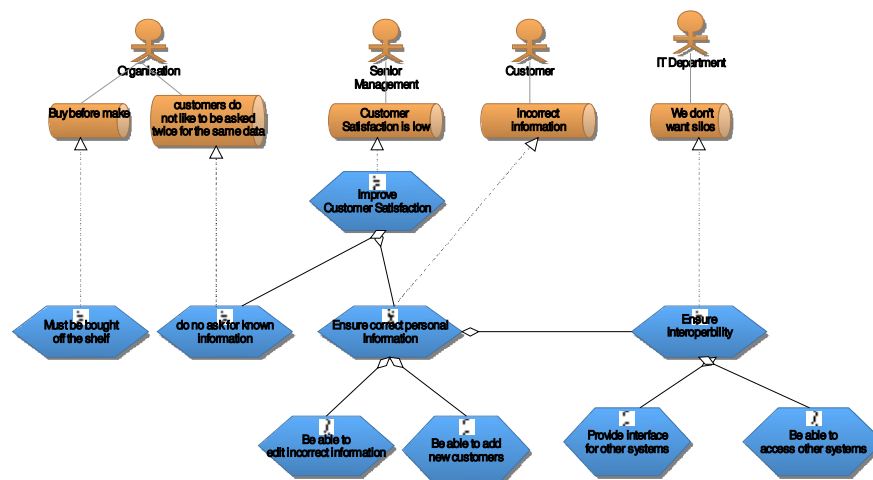 Organisation
Senior
Management
Customer
IT Department
Buy before make
customers do
not like to be asked
twice for the same data
Customer
Satisfaction is low
incorrect
information
We don't
want silos
Improve
Customer Satisfaction
Must be bought
off the shelf
do no ask for known
information
Ensure correct personal
information
Ensure
interoperbility
Be able to
edit incorrect information
Be able to add
new customers
Provide interface
for other systems
Be able to
access other systems